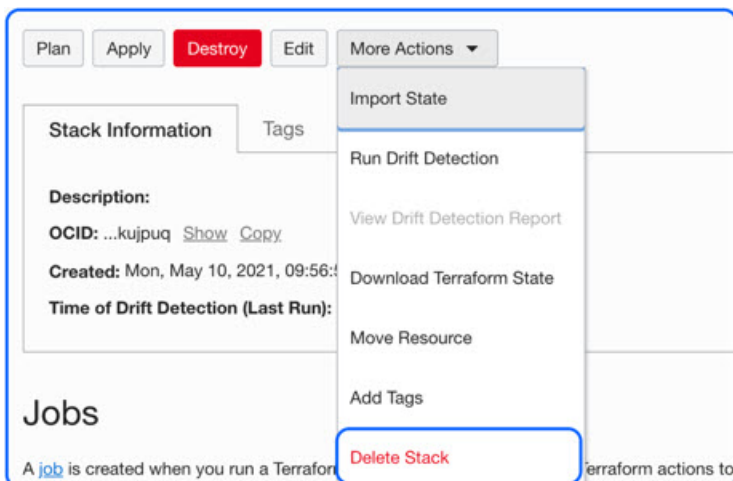 Plan Apply Destroy Edit More Actions
Import State
Stack Information Tags
Run Drift Detection
Description:
View Drift Detection Report
OCID: ...kujpuq Show Copy
Created: Mon, May 10, 2021, 09:56:
Download Terraform State
Time of Drift Detection (Last Run):
Move Resource
Add Tags
Jobs
Delete Stack
A job is created when you run a Terraform actions to